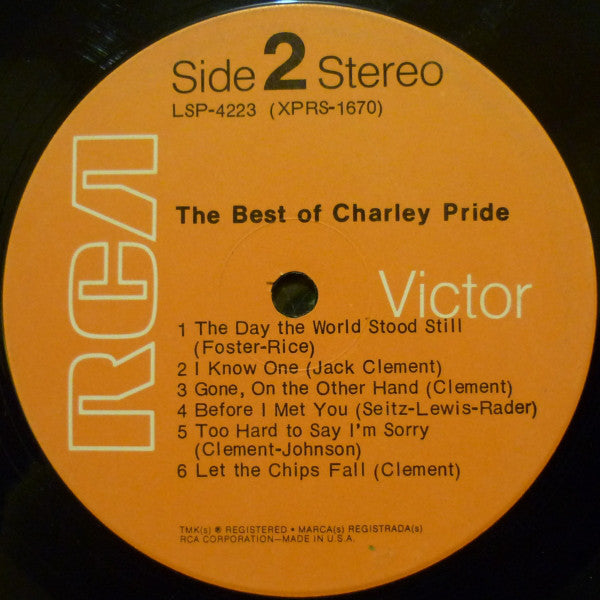 Side 2 Stereo
LSP-4223 (XPRS-1670)
RCA
The Best of Charley Pride
Victor
1 The Day the World Stood Still
(Foster-Rice)
2 I Know One (Jack Clement)
3 Gone, On the Other Hand (Clement)
4 Before I Met You (Seitz-Lewis-Rader)
5 Too Hard to Say I'm Sorry
(Clement-Johnson)
6 Let the Chips Fall (Clement)
TMK(s) ® REGISTERED • MARCA(s) REGISTRADA(s)
RCA CORPORATION—MADE IN U.S.A.